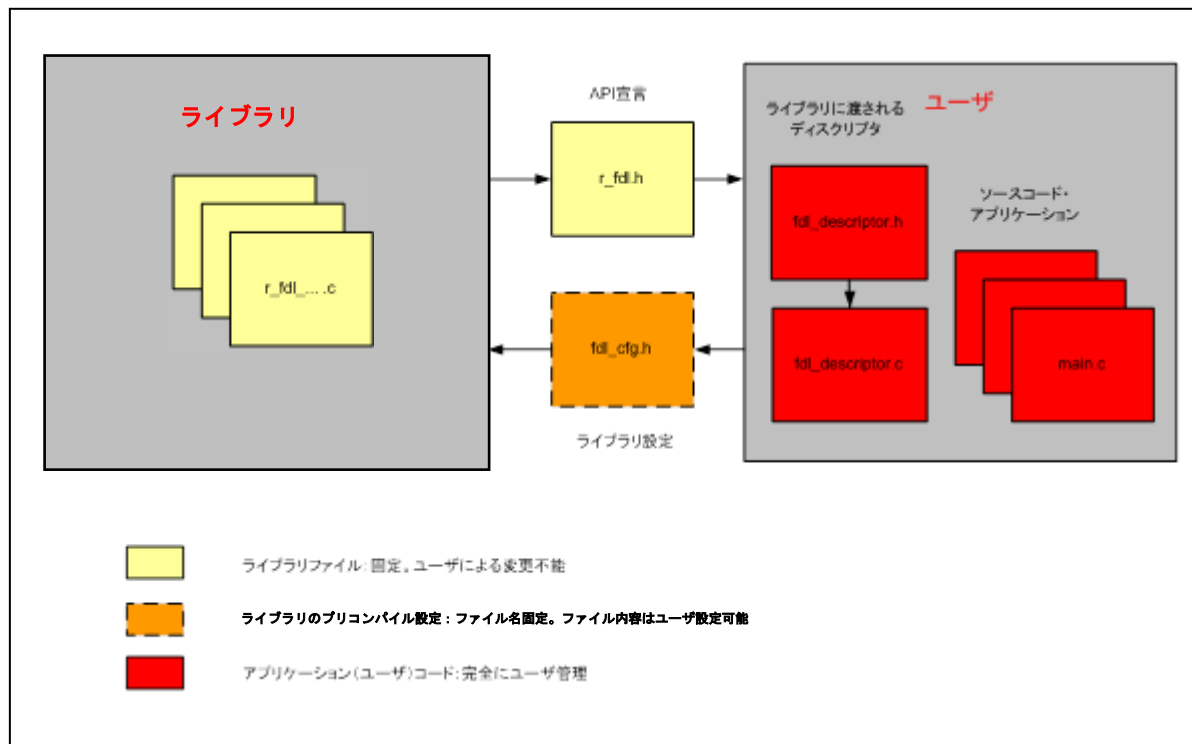 ライブラリ
r_fdl_... .c
API宣言
r_fdl.h
fdl_cfg.h
ライブラリ設定
ユーザ
ライブラリに渡される
ディスクリプタ
fdl_descriptor.h
fdl_descriptor.c
ソースコード・
アプリケーション
main.c
ライブラリファイル:固定。ユーザによる変更不能
ライブラリのプリコンパイル設定：ファイル名固定。ファイル内容はユーザ設定可能
アプリケーション(ユーザ)コード:完全にユーザ管理